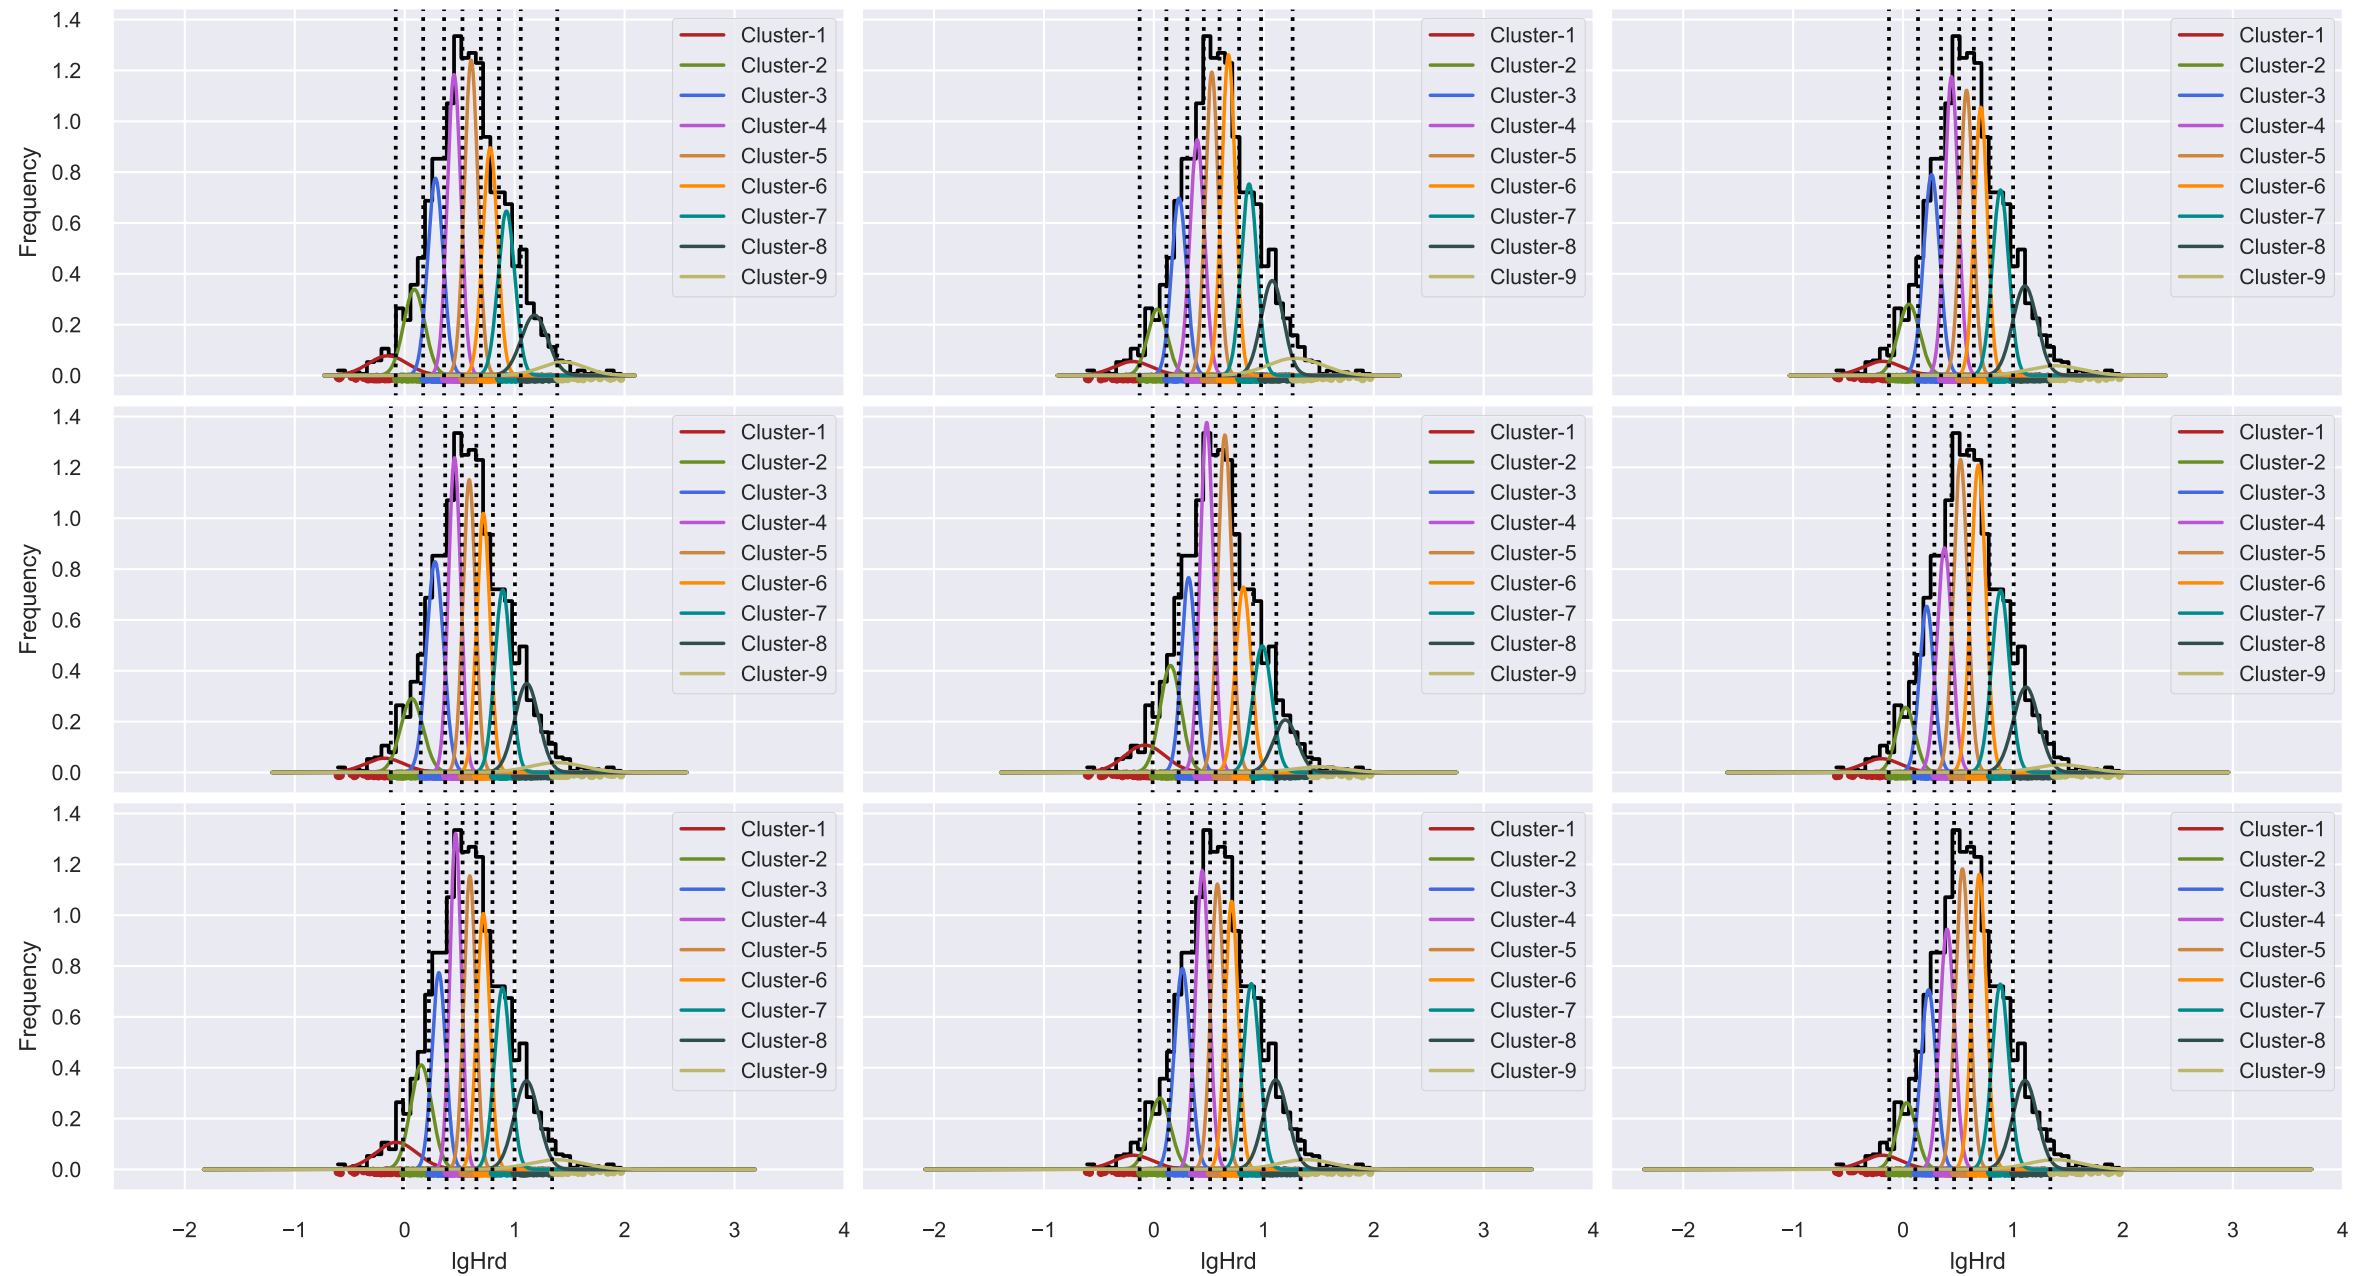 1.4
1.2
1.0
0.8
0.6
0.4
0.2
0.0
Frequency
Cluster-1
Cluster-2
Cluster-3
Cluster-4
Cluster-5
Cluster-6
Cluster-7
Cluster-8
Cluster-9
Cluster-1
Cluster-2
Cluster-3
Cluster-4
Cluster-5
Cluster-6
Cluster-7
Cluster-8
Cluster-9
Cluster-1
Cluster-2
Cluster-3
Cluster-4
Cluster-5
Cluster-6
Cluster-7
Cluster-8
Cluster-9
1.4
1.2
1.0
0.8
0.6
0.4
0.2
0.0
Frequency
Cluster-1
Cluster-2
Cluster-3
Cluster-4
Cluster-5
Cluster-6
Cluster-7
Cluster-8
Cluster-9
Cluster-1
Cluster-2
Cluster-3
Cluster-4
Cluster-5
Cluster-6
Cluster-7
Cluster-8
Cluster-9
Cluster-1
Cluster-2
Cluster-3
Cluster-4
Cluster-5
Cluster-6
Cluster-7
Cluster-8
Cluster-9
1.4
1.2
1.0
0.8
0.6
0.4
0.2
0.0
Frequency
Cluster-1
Cluster-2
Cluster-3
Cluster-4
Cluster-5
Cluster-6
Cluster-7
Cluster-8
Cluster-9
Cluster-1
Cluster-2
Cluster-3
Cluster-4
Cluster-5
Cluster-6
Cluster-7
Cluster-8
Cluster-9
Cluster-1
Cluster-2
Cluster-3
Cluster-4
Cluster-5
Cluster-6
Cluster-7
Cluster-8
Cluster-9
−2 −1 0 1 2 3 4
lgHrd
−2 −1 0 1 2 3 4
lgHrd
−2 −1 0 1 2 3 4
lgHrd